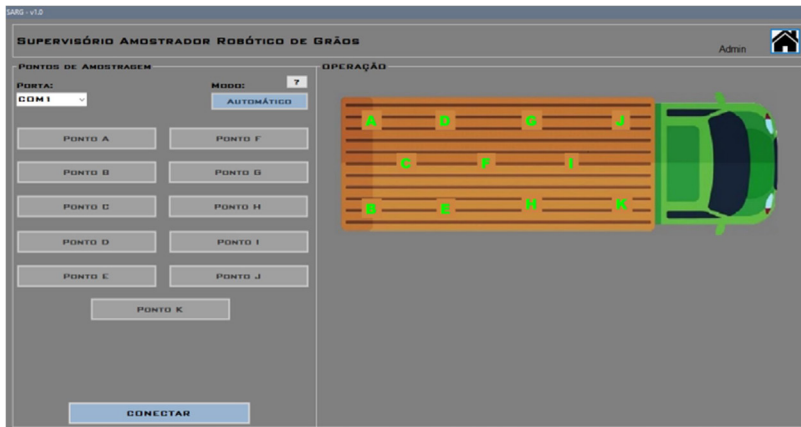 SARG - v1.0
Supervisório Amostrador Robótico de Grãos
Admin
Pontos de Amostragem
Porta:
Modo:
?
COM1
Automático
Ponto A
Ponto F
Ponto B
Ponto G
Ponto C
Ponto H
Ponto D
Ponto I
Ponto E
Ponto J
Ponto K
CONECTAR
Operação
A D G J
C F I
B E H K